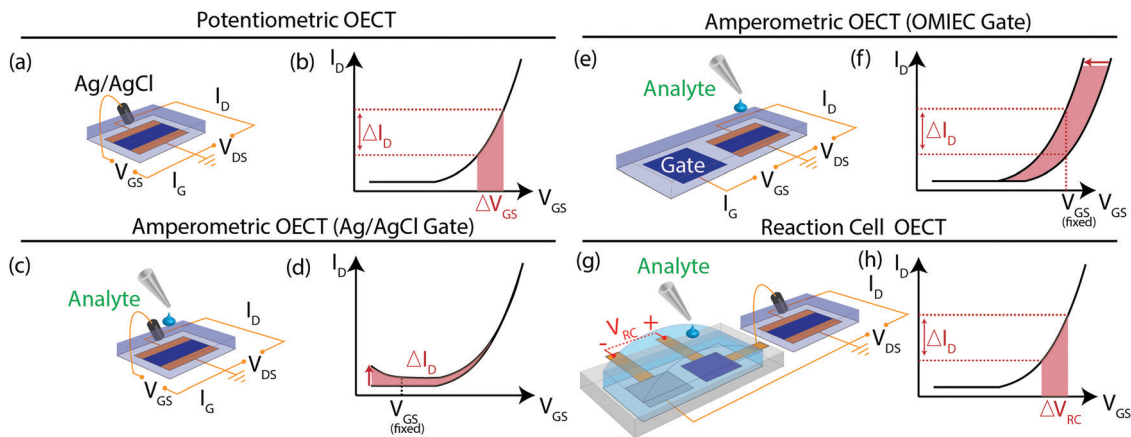 Potentiometric OECT
(a)
Ag/AgCl
I_D
V_DS
V_GS
I_G
(b)
I_D
ΔI_D
ΔV_GS
V_GS
Amperometric OECT (Ag/AgCl Gate)
(c)
Analyte
I_D
V_DS
V_GS
I_G
(d)
I_D
ΔI_D
V_GS
(fixed)
V_GS
Amperometric OECT (OMIEC Gate)
(e)
Analyte
I_D
V_DS
Gate
V_GS
I_G
(f)
I_D
ΔI_D
V_GS V_GS
(fixed)
Reaction Cell OECT
(g)
Analyte
- V_RC +
I_D
V_DS
(h)
I_D
ΔI_D
V_GS
ΔV_RC